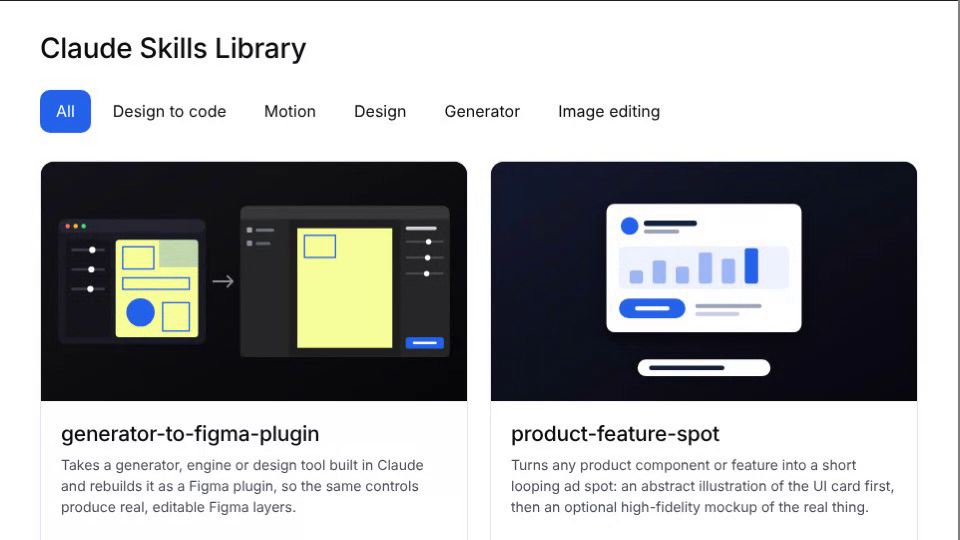 Claude Skills Library
All
Design to code
Motion
Design
Generator
Image editing
generator-to-figma-plugin
Takes a generator, engine or design tool built in Claude
and rebuilds it as a Figma plugin, so the same controls
produce real, editable Figma layers.
product-feature-spot
Turns any product component or feature into a short
looping ad spot: an abstract illustration of the UI card first,
then an optional high-fidelity mockup of the real thing.